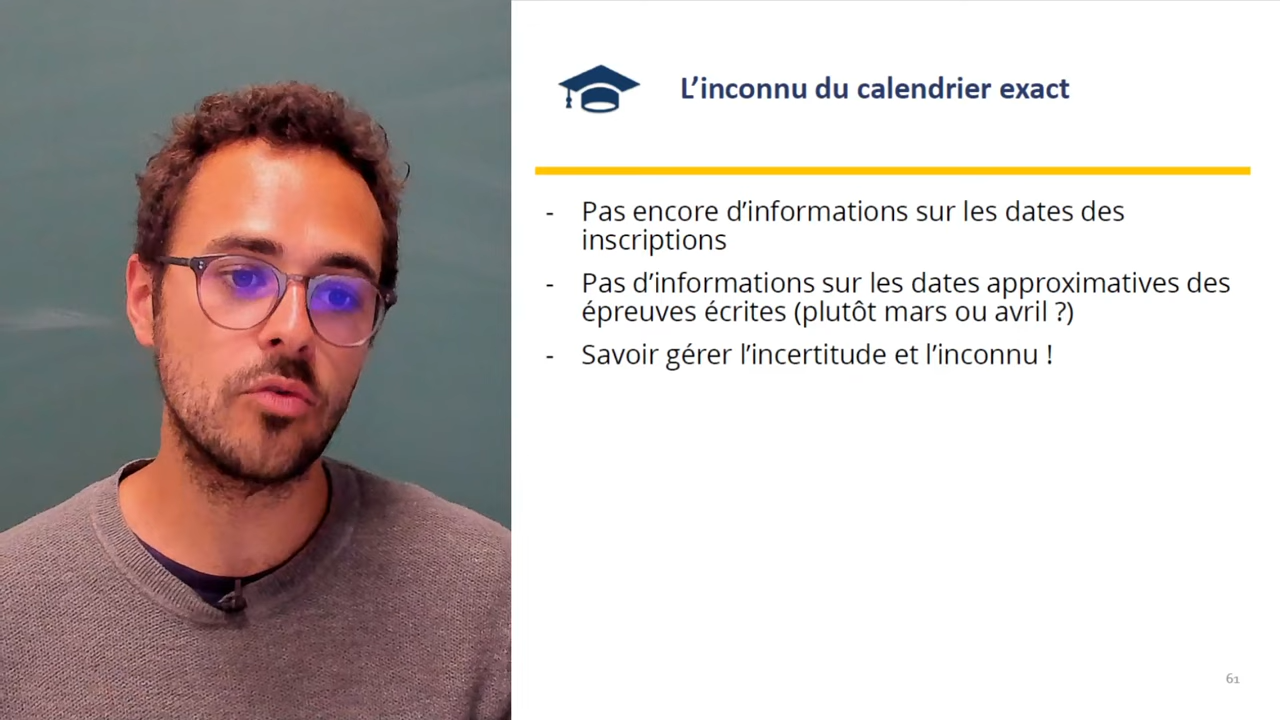 L’inconnu du calendrier exact
- Pas encore d’informations sur les dates des
inscriptions
- Pas d’informations sur les dates approximatives des
épreuves écrites (plutôt mars ou avril ?)
- Savoir gérer l’incertitude et l’inconnu !
61